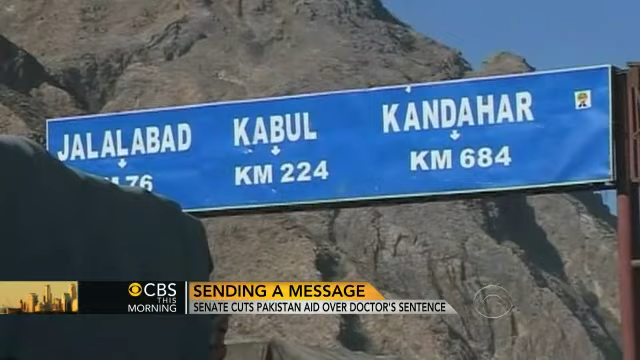 JALALABAD KABUL KANDAHAR
76 KM 224 KM 684
CBS THIS MORNING
SENDING A MESSAGE
SENATE CUTS PAKISTAN AID OVER DOCTOR'S SENTENCE